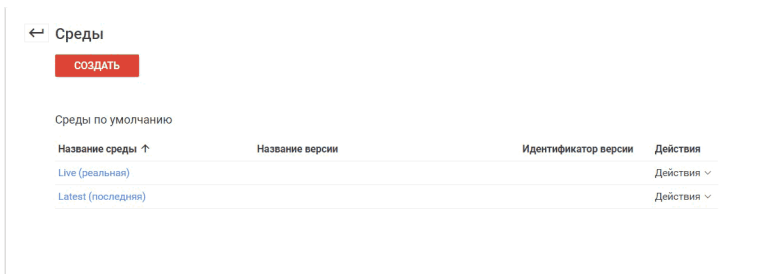 Среды
СОЗДАТЬ
Среды по умолчанию
Название среды ↑ Название версии Идентификатор версии Действия
Live (реальная) Действия
Latest (последняя) Действия